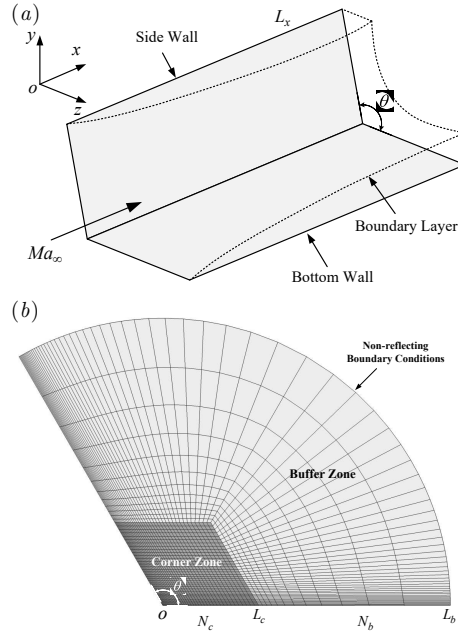 (a)
y
x
o
z
Side Wall
L_x
θ
Ma_∞
Boundary Layer
Bottom Wall
(b)
Non-reflecting
Boundary Conditions
Buffer Zone
Corner Zone
θ
o
N_c
L_c
N_b
L_b